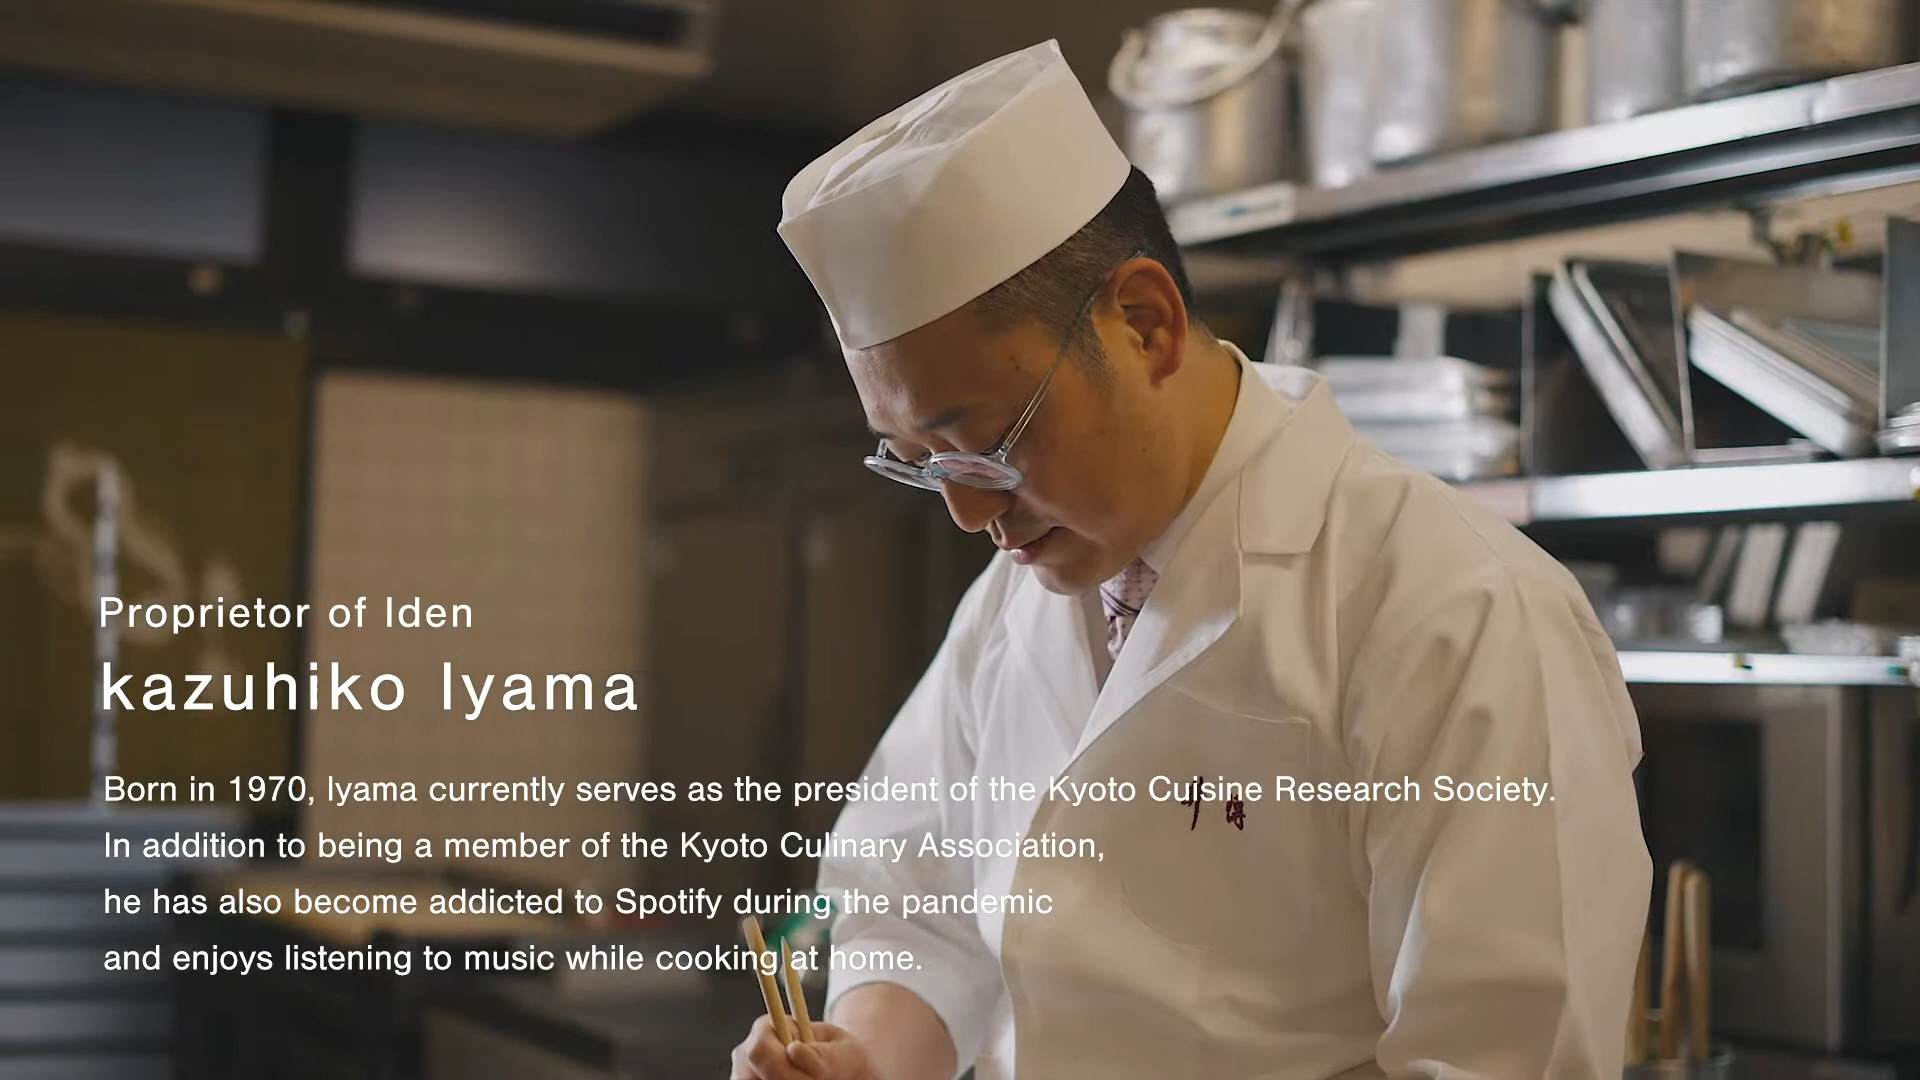 Proprietor of Iden
kazuhiko Iyama
Born in 1970, Iyama currently serves as the president of the Kyoto Cuisine Research Society.
In addition to being a member of the Kyoto Culinary Association,
he has also become addicted to Spotify during the pandemic
and enjoys listening to music while cooking at home.